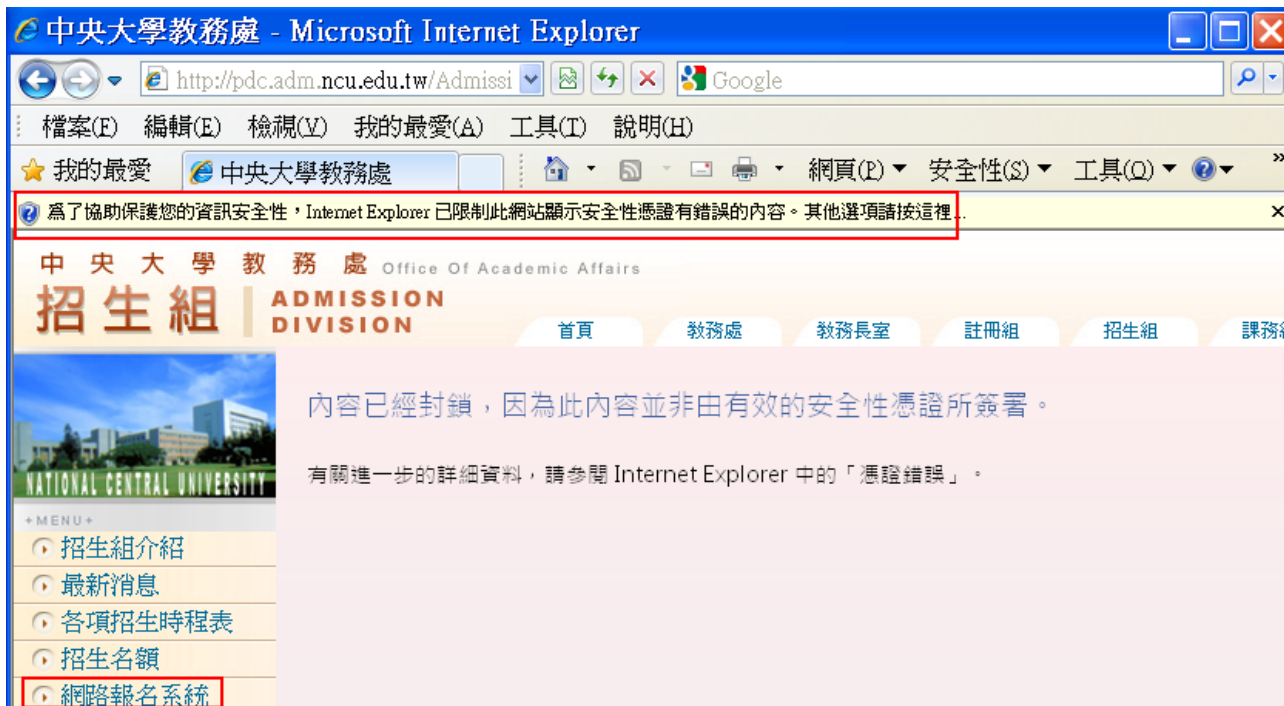 中央大學教務處 - Microsoft Internet Explorer
http://pdc.adm.ncu.edu.tw/Admissi
Google
檔案(F) 編輯(E) 檢視(V) 我的最愛(A) 工具(T) 說明(H)
我的最愛 中央大學教務處 網頁(P) 安全性(S) 工具(O)
為了協助保護您的資訊安全性，Internet Explorer 已限制此網站顯示安全性憑證有錯誤的內容。其他選項請按這裡...
中央大學教務處 Office Of Academic Affairs
招生組 ADMISSION DIVISION
首頁 教務處 教務長室 註冊組 招生組 課務組
內容已經封鎖，因為此內容並非由有效的安全性憑證所簽署。
有關進一步的詳細資料，請參閱 Internet Explorer 中的「憑證錯誤」。
NATIONAL CENTRAL UNIVERSITY
+MENU+
招生組介紹
最新消息
各項招生時程表
招生名額
網路報名系統